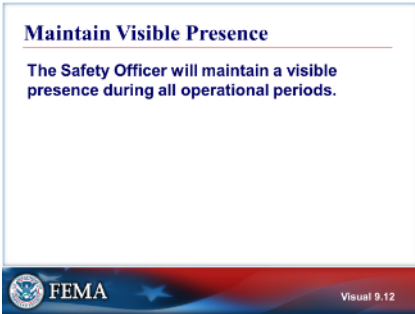 Maintain Visible Presence
The Safety Officer will maintain a visible
presence during all operational periods.
FEMA
Visual 9.12